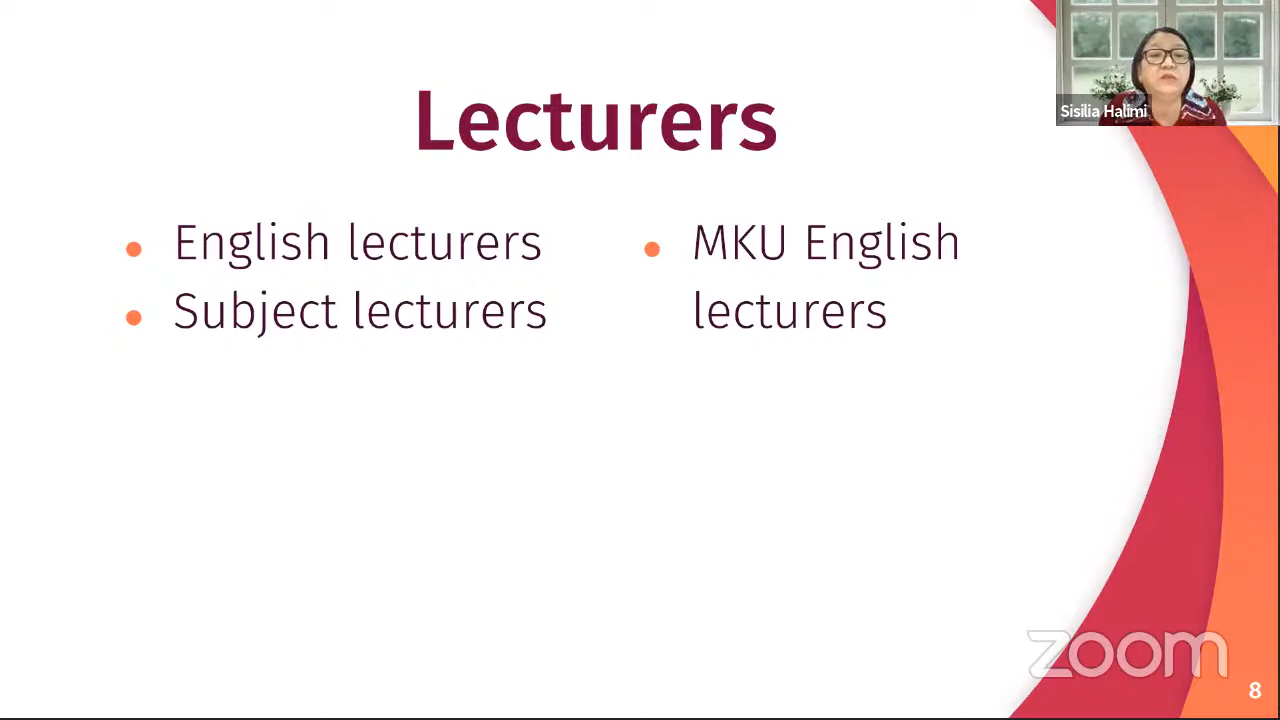 Sisilia Halimi
Lecturers
English lecturers
Subject lecturers
MKU English
lecturers
zoom
8